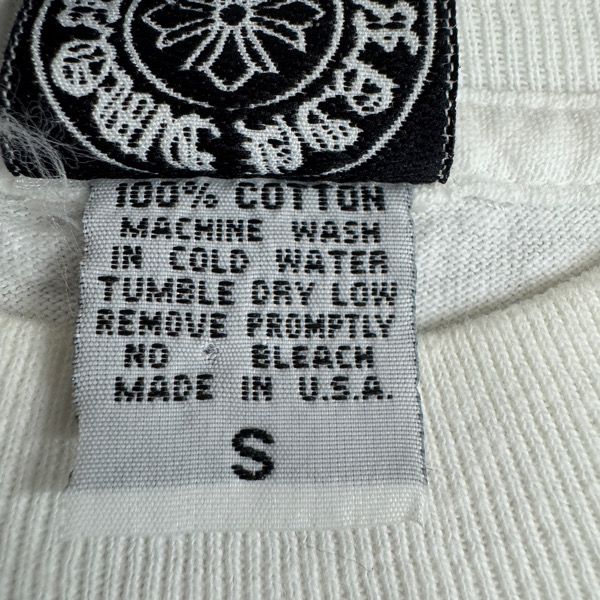 100% COTTON
MACHINE WASH
IN COLD WATER
TUMBLE DRY LOW
REMOVE PROMPTLY
NO BLEACH
MADE IN U.S.A.
S